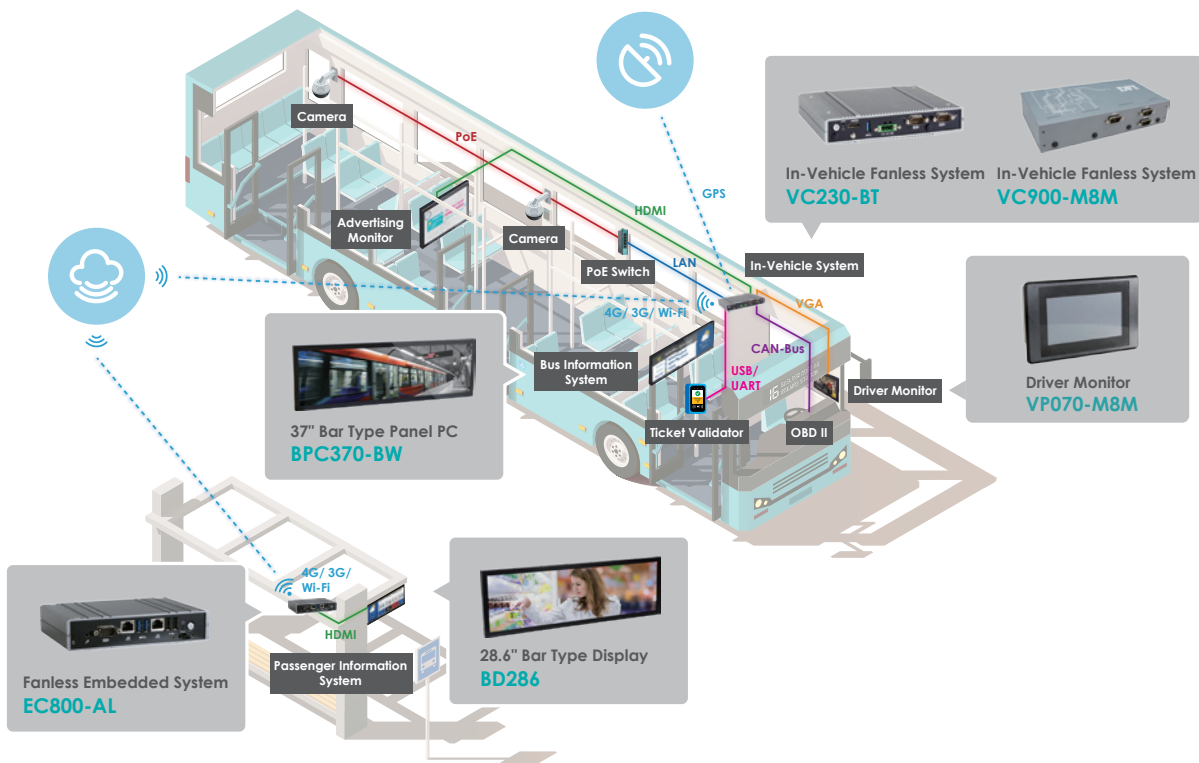 Camera
PoE
GPS
In-Vehicle Fanless System
VC230-BT
In-Vehicle Fanless System
VC900-M8M
HDMI
Advertising
Monitor
Camera
LAN
PoE Switch
In-Vehicle System
VGA
4G/ 3G/ Wi-Fi
CAN-Bus
Bus Information
System
USB/
UART
16
Driver Monitor
Ticket Validator
OBD II
Driver Monitor
VP070-M8M
37" Bar Type Panel PC
BPC370-BW
4G/ 3G/
Wi-Fi
HDMI
Passenger Information
System
Fanless Embedded System
EC800-AL
28.6" Bar Type Display
BD286